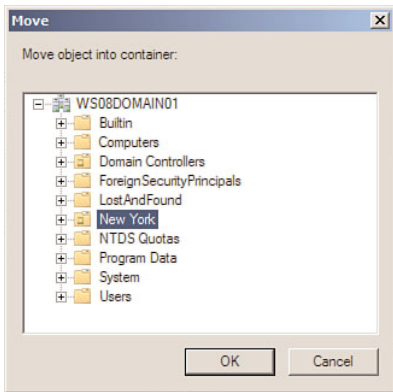 Move
Move object into container:
WS08DOMAIN01
Builtin
Computers
Domain Controllers
ForeignSecurityPrincipals
LostAndFound
New York
NTDS Quotas
Program Data
System
Users
OK Cancel